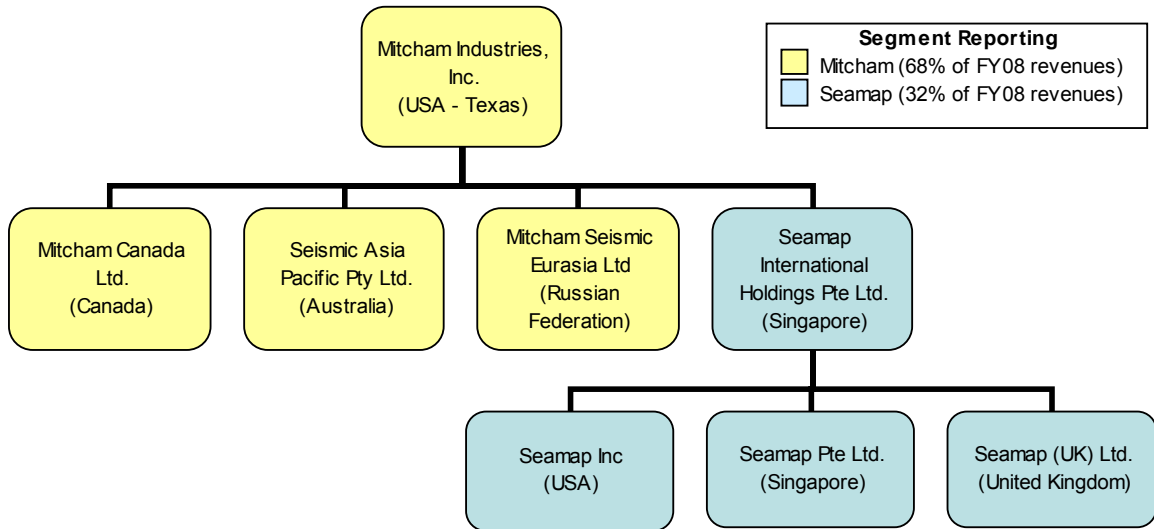 Mitcham Industries,
Inc.
(USA - Texas)
Segment Reporting
Mitcham (68% of FY08 revenues)
Seamap (32% of FY08 revenues)
Mitcham Canada
Ltd.
(Canada)
Seismic Asia
Pacific Pty Ltd.
(Australia)
Mitcham Seismic
Eurasia Ltd
(Russian
Federation)
Seamap
International
Holdings Pte Ltd.
(Singapore)
Seamap Inc
(USA)
Seamap Pte Ltd.
(Singapore)
Seamap (UK) Ltd.
(United Kingdom)